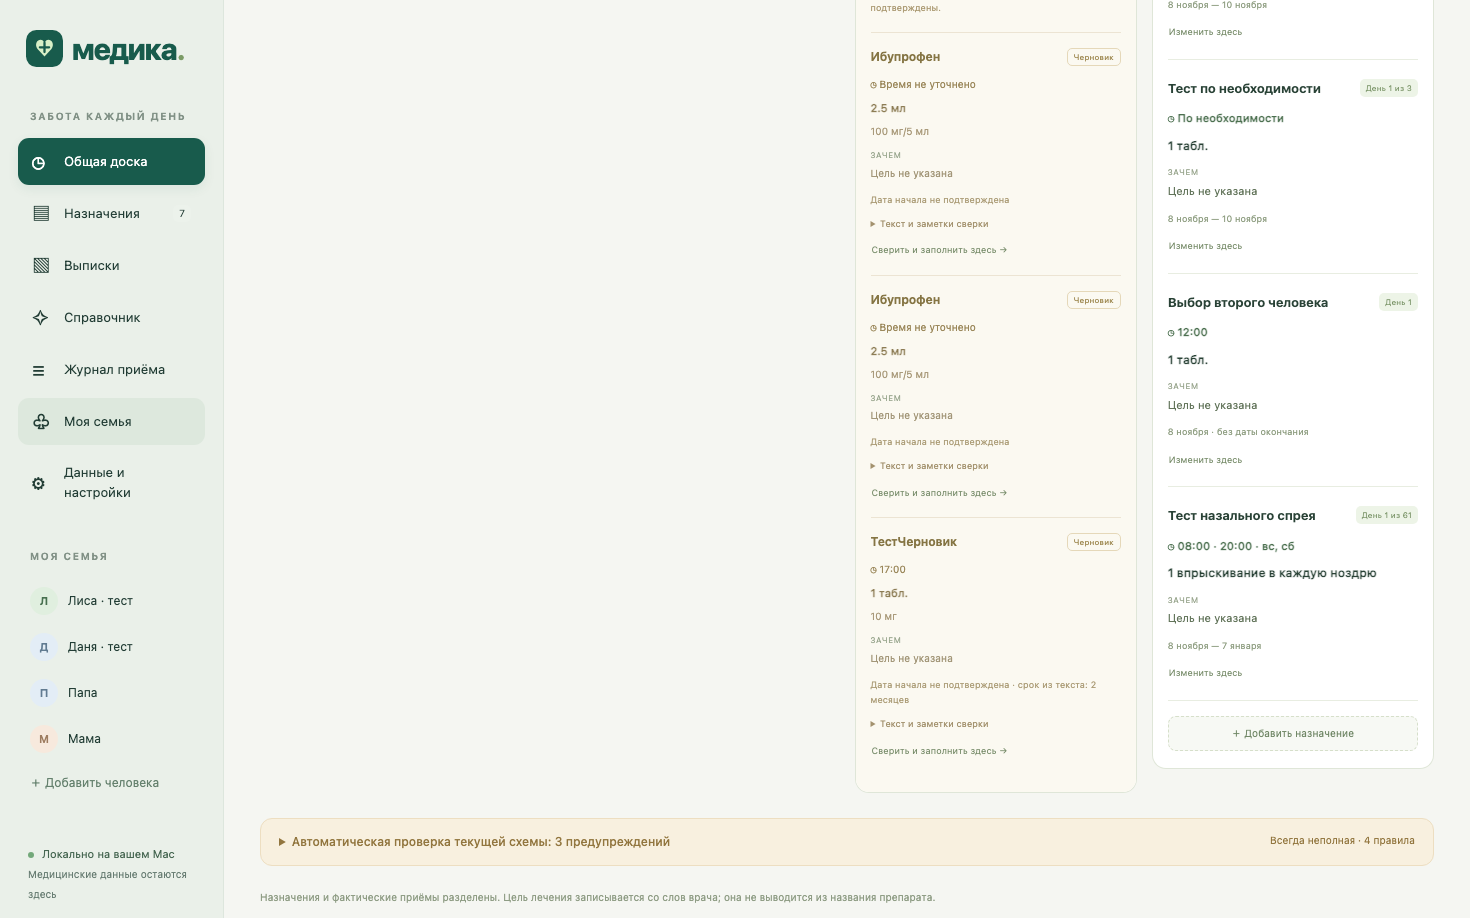 медика.
ЗАБОТА КАЖДЫЙ ДЕНЬ
Общая доска
Назначения 7
Выписки
Справочник
Журнал приёма
Моя семья
Данные и
настройки
МОЯ СЕМЬЯ
Л Лиса · тест
Д Даня · тест
П Папа
М Мама
+ Добавить человека
Локально на вашем Mac
Медицинские данные остаются
здесь
подтверждены.
Ибупрофен Черновик
Время не уточнено
2.5 мл
100 мг/5 мл
ЗАЧЕМ
Цель не указана
Дата начала не подтверждена
Текст и заметки сверки
Сверить и заполнить здесь →
Ибупрофен Черновик
Время не уточнено
2.5 мл
100 мг/5 мл
ЗАЧЕМ
Цель не указана
Дата начала не подтверждена
Текст и заметки сверки
Сверить и заполнить здесь →
ТестЧерновик Черновик
17:00
1 табл.
10 мг
ЗАЧЕМ
Цель не указана
Дата начала не подтверждена · срок из текста: 2
месяцев
Текст и заметки сверки
Сверить и заполнить здесь →
8 ноября — 10 ноября
Изменить здесь
Тест по необходимости День 1 из 3
По необходимости
1 табл.
ЗАЧЕМ
Цель не указана
8 ноября — 10 ноября
Изменить здесь
Выбор второго человека День 1
12:00
1 табл.
ЗАЧЕМ
Цель не указана
8 ноября · без даты окончания
Изменить здесь
Тест назального спрея День 1 из 61
08:00 · 20:00 · вс, сб
1 впрыскивание в каждую ноздрю
ЗАЧЕМ
Цель не указана
8 ноября — 7 января
Изменить здесь
+ Добавить назначение
Автоматическая проверка текущей схемы: 3 предупреждений Всегда неполная · 4 правила
Назначения и фактические приёмы разделены. Цель лечения записывается со слов врача; она не выводится из названия препарата.